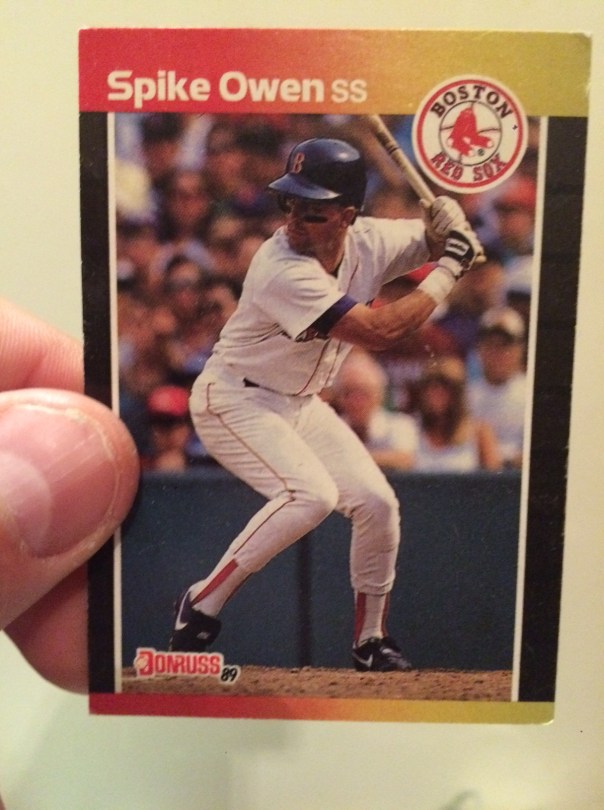 Spike Owen SS
BOSTON
RED SOX
®
B
DONRUSS
89